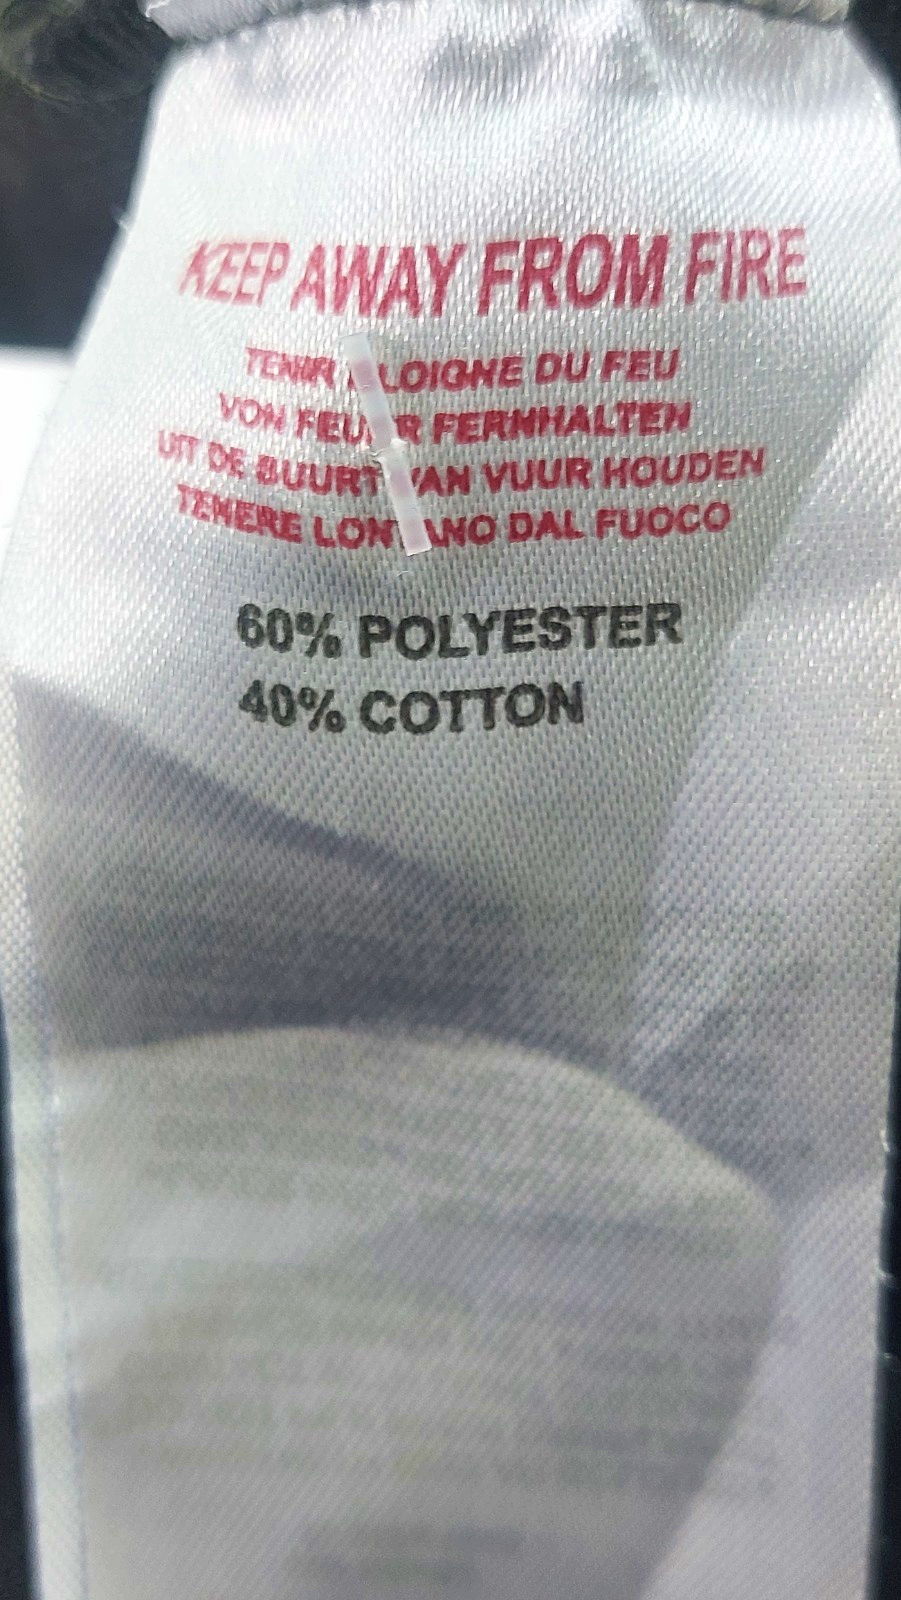 KEEP AWAY FROM FIRE
TENIR LOIGNE DU FEU
VON FEUER FERNHALTEN
UIT DE BUURT VAN VUUR HOUDEN
TENERE LONTANO DAL FUOCO
60% POLYESTER
40% COTTON